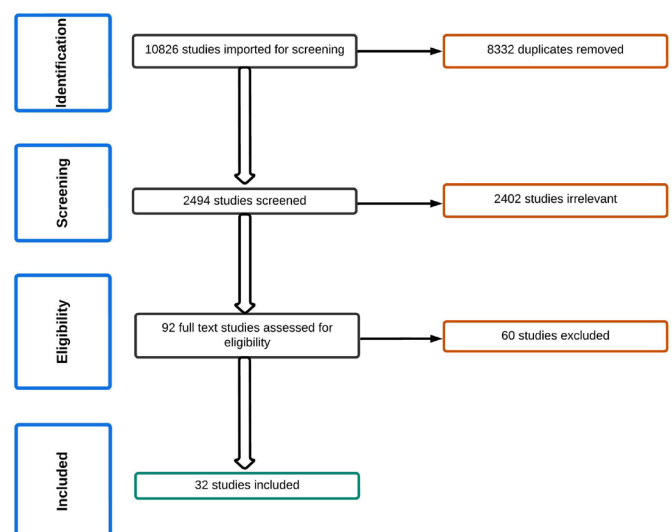 Identification
10826 studies imported for screening
8332 duplicates removed
Screening
2494 studies screened
2402 studies irrelevant
Eligibility
92 full text studies assessed for
eligibility
60 studies excluded
Included
32 studies included